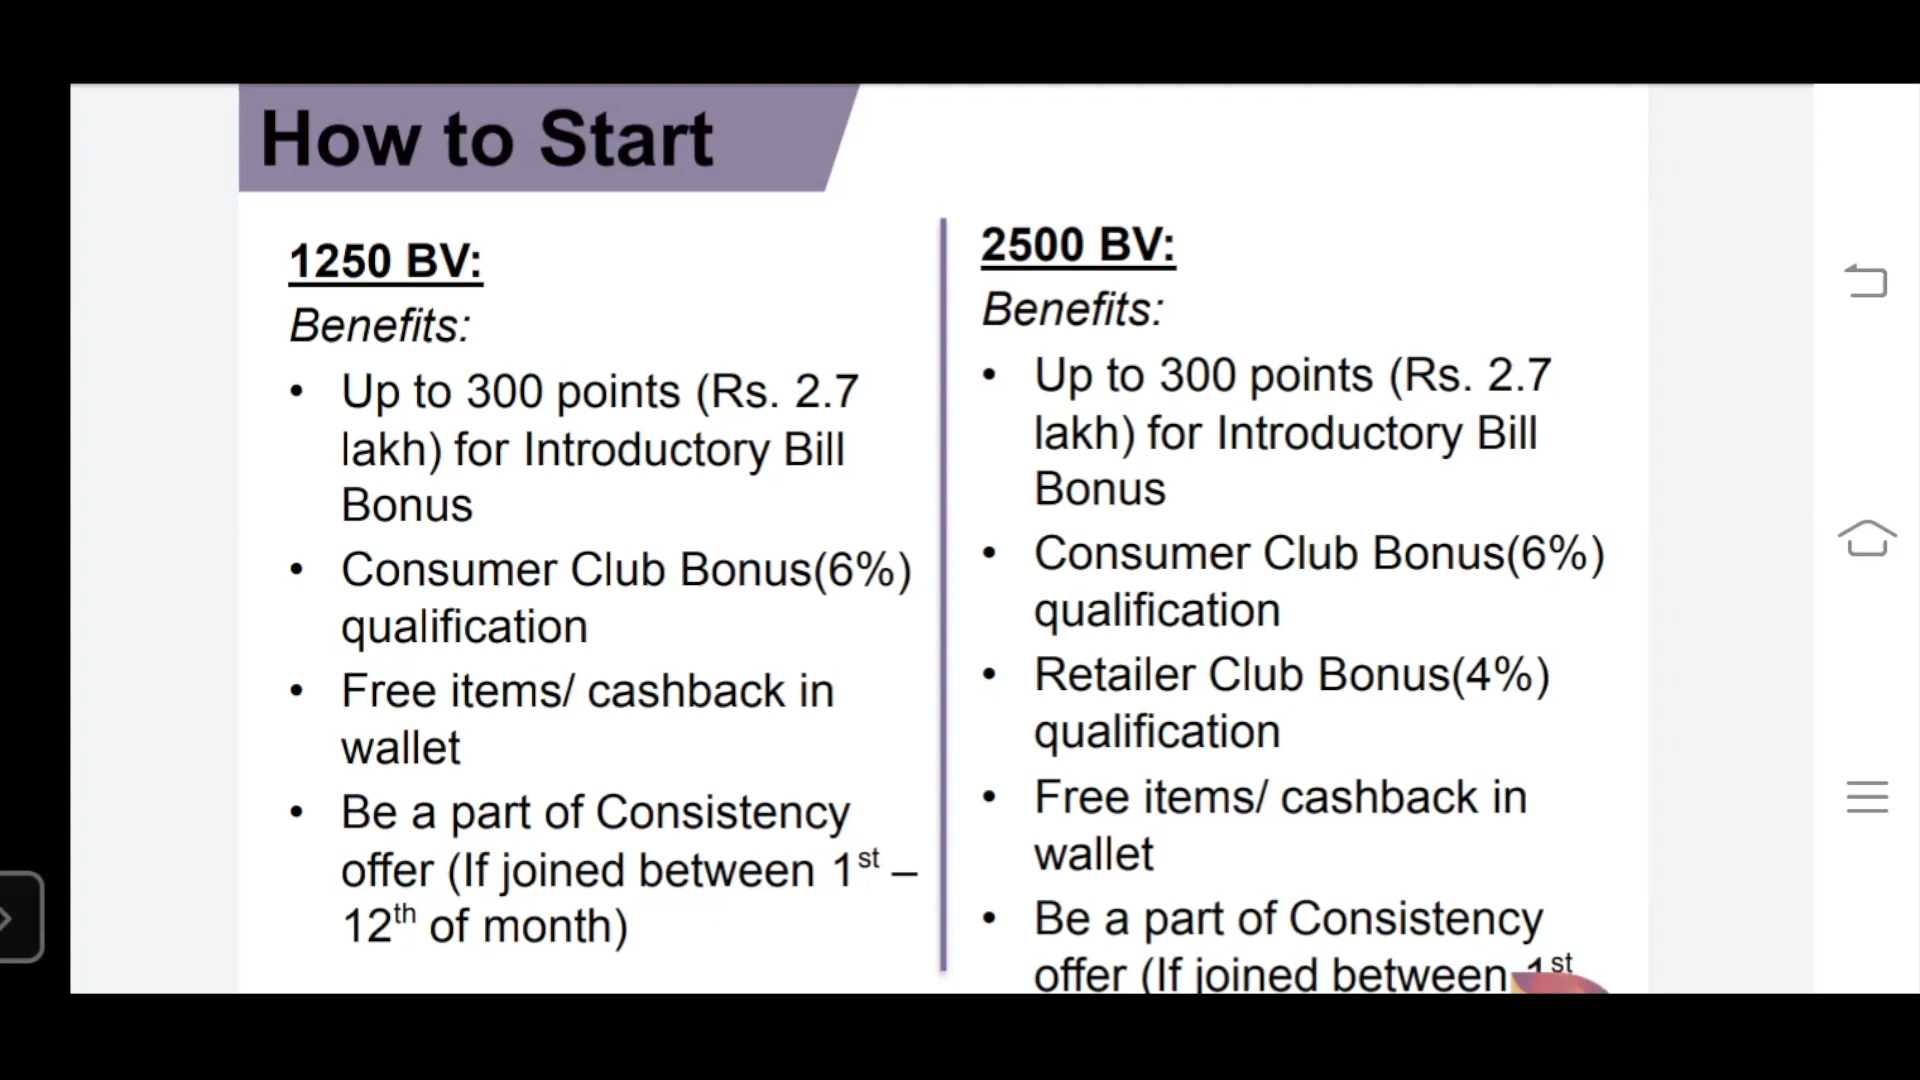 How to Start
1250 BV:
Benefits:
• Up to 300 points (Rs. 2.7
lakh) for Introductory Bill
Bonus
• Consumer Club Bonus(6%)
qualification
• Free items/ cashback in
wallet
• Be a part of Consistency
offer (If joined between 1st –
12th of month)
2500 BV:
Benefits:
• Up to 300 points (Rs. 2.7
lakh) for Introductory Bill
Bonus
• Consumer Club Bonus(6%)
qualification
• Retailer Club Bonus(4%)
qualification
• Free items/ cashback in
wallet
• Be a part of Consistency
offer (If joined between 1st